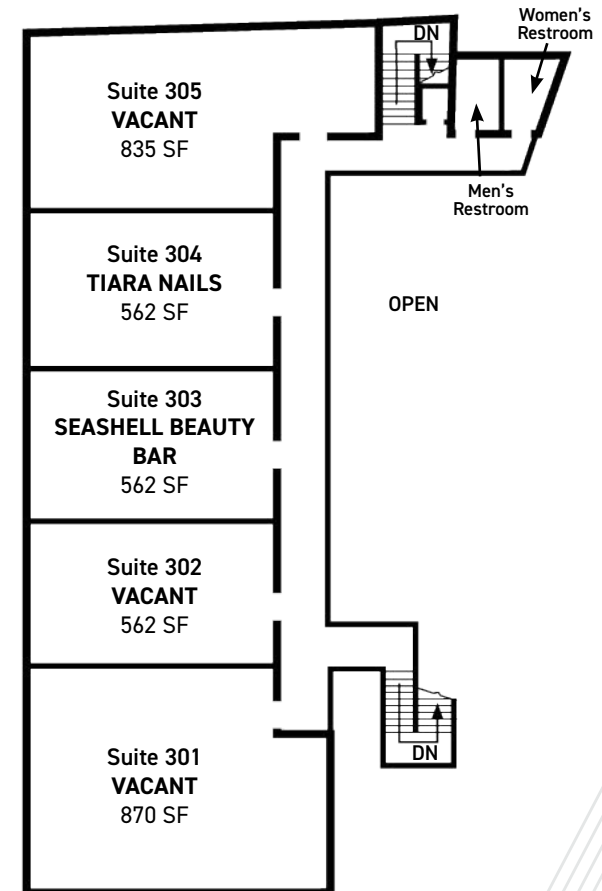 Women's
Restroom
DN
Suite 305
VACANT
835 SF
Men's
Restroom
Suite 304
TIARA NAILS
562 SF
OPEN
Suite 303
SEASHELL BEAUTY
BAR
562 SF
Suite 302
VACANT
562 SF
Suite 301
VACANT
870 SF
DN